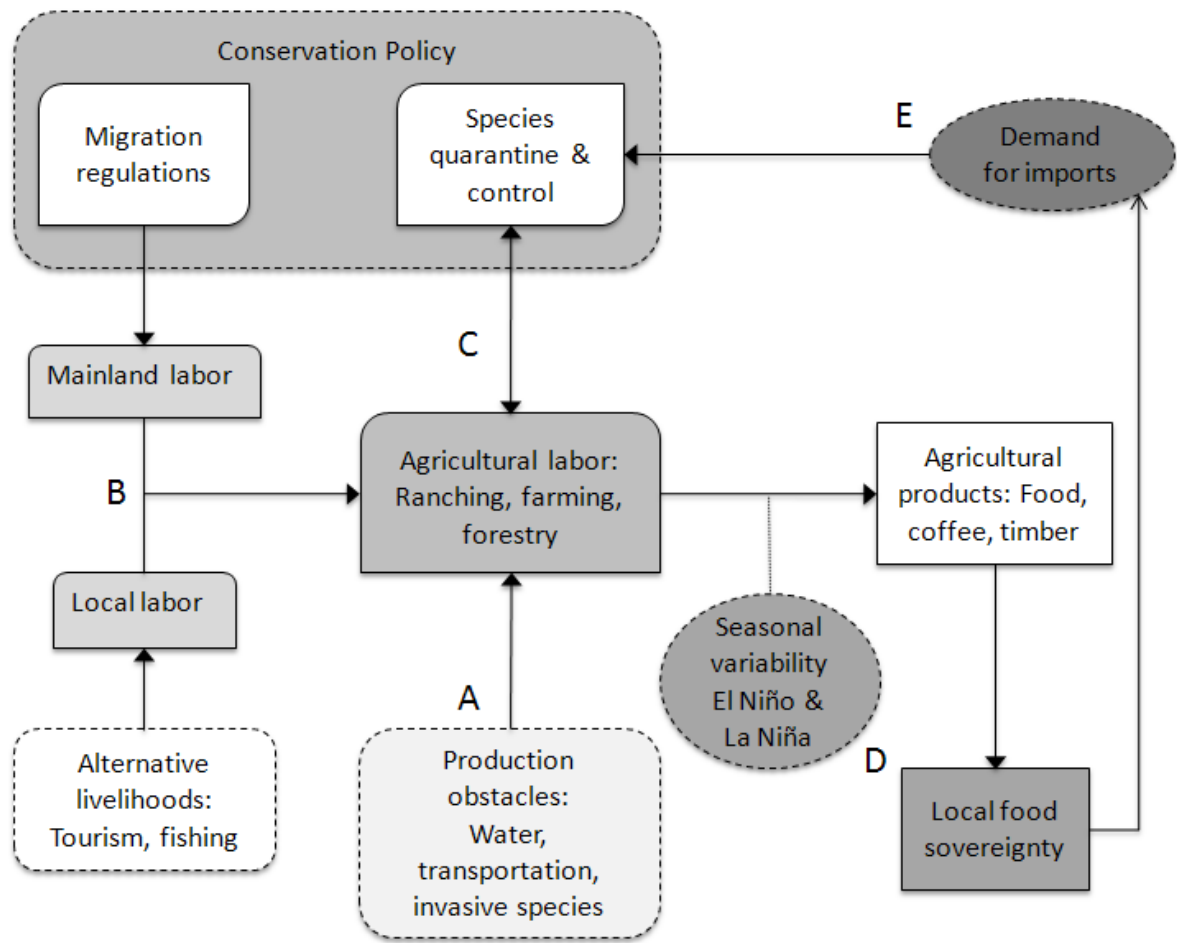 Conservation Policy
Migration
regulations
Species
quarantine &
control
E
Demand
for imports
C
Mainland labor
B
Agricultural labor:
Ranching, farming,
forestry
Agricultural
products: Food,
coffee, timber
Local labor
A
Seasonal
variability
El Niño &
La Niña
D
Alternative
livelihoods:
Tourism, fishing
Production
obstacles:
Water,
transportation,
invasive species
Local food
sovereignty